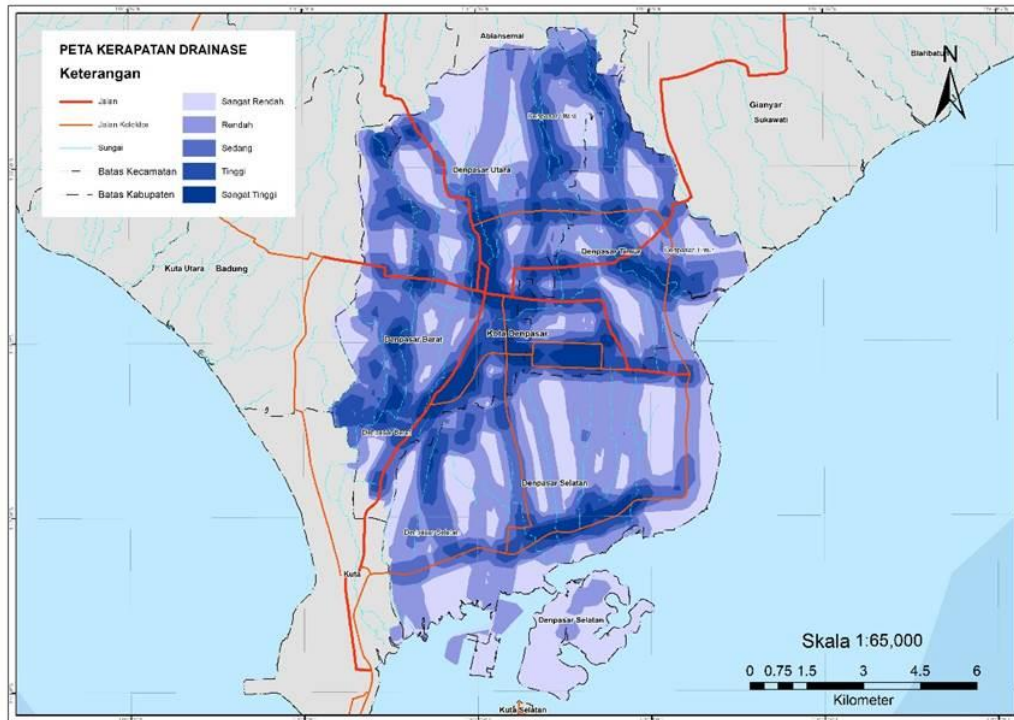 PETA KERAPATAN DRAINASE
Keterangan
Jalan
Jalan Kolektor
Sungai
Batas Kecamatan
Batas Kabupaten
Sangat Rendah
Rendah
Sedang
Tinggi
Sangat Tinggi
Abiansemal
Blahbatuh
N
Gianyar
Sukawati
Denpasar Utara
Denpasar Timur
Kuta Utara
Badung
Kota Denpasar
Denpasar Barat
Denpasar Barat
Denpasar Selatan
Denpasar Selatan
Kuta
Denpasar Selatan
Kuta Selatan
Skala 1:65,000
0 0.75 1.5 3 4.5 6
Kilometer